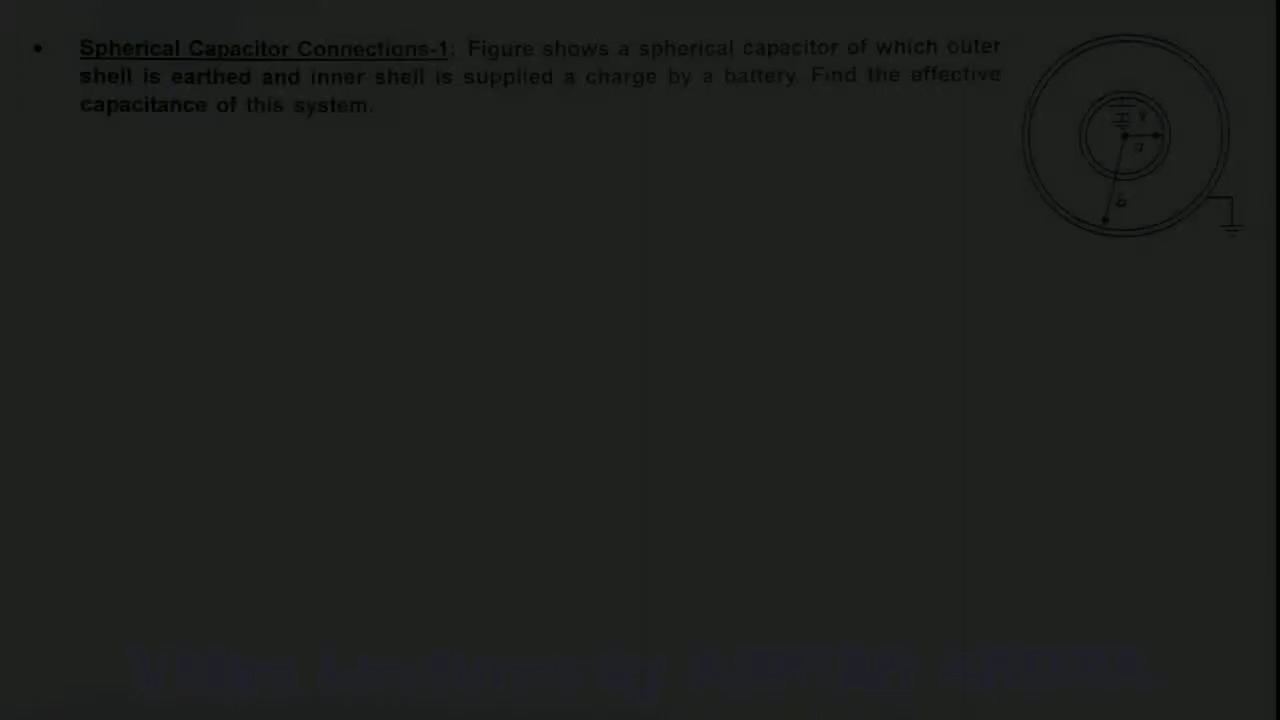 • Spherical Capacitor Connections-1: Figure shows a spherical capacitor of which outer
shell is earthed and inner shell is supplied a charge by a battery. Find the effective
capacitance of this system.
V
a
b